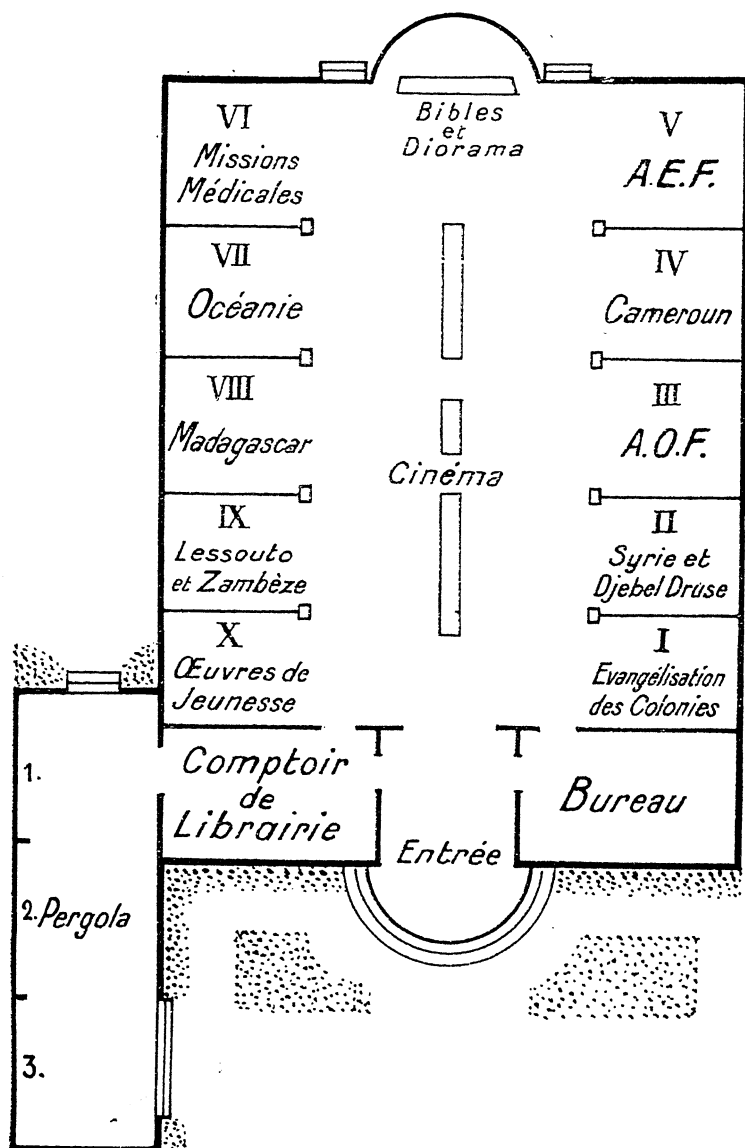 VI
Missions
Médicales
Bibles
et
Diorama
V
A.E.F.
VII
Océanie
IV
Cameroun
VIII
Madagascar
III
A.O.F.
Cinéma
IX
Lessouto
et Zambèze
II
Syrie et
Djebel Druse
X
Œuvres de
Jeunesse
I
Evangélisation
des Colonies
Comptoir
de
Librairie
Entrée
Bureau
1.
2. Pergola
3.